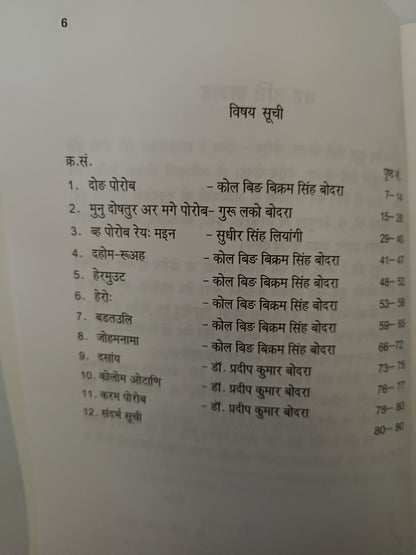 6
विषय सूची
क्र.सं. पृष्ठ सं.
1. दोङ पोरोब – कोल बिङ बिक्रम सिंह बोदरा 7–14
2. मुनु दोषतुर अर मगे पोरोब– गुरू लको बोदरा 15–28
3. ब्ह पोरोब रेयः मइन – सुधीर सिंह लियांगी 29–40
4. दहोम-रूअह – कोल बिङ बिक्रम सिंह बोदरा 41–47
5. हेरमुउट – कोल बिङ बिक्रम सिंह बोदरा 48–52
6. हेरोः – कोल बिङ बिक्रम सिंह बोदरा 53–58
7. बडतउलि – कोल बिङ बिक्रम सिंह बोदरा 59–65
8. जोहमनामा – कोल बिङ बिक्रम सिंह बोदरा 66–72
9. दसांय – डॉ. प्रदीप कुमार बोदरा 73–75
10. कोलोम ओटाणि – डॉ. प्रदीप कुमार बोदरा 76–77
11. करम पोरोब – डॉ. प्रदीप कुमार बोदरा 78–80
12. संदर्भ सूची 80–80